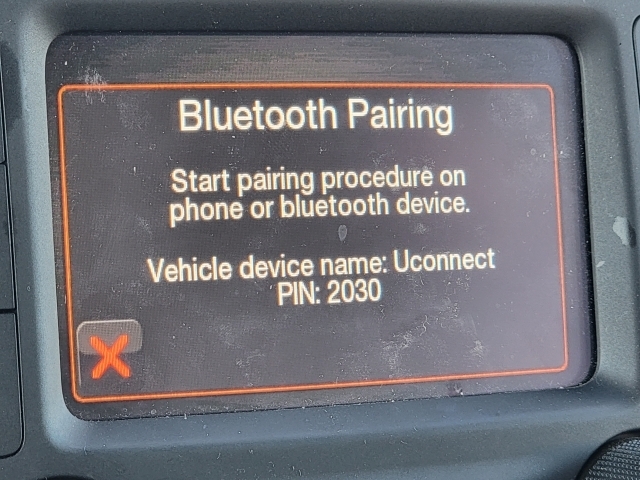 Bluetooth Pairing
Start pairing procedure on
phone or bluetooth device.
Vehicle device name: Uconnect
PIN: 2030